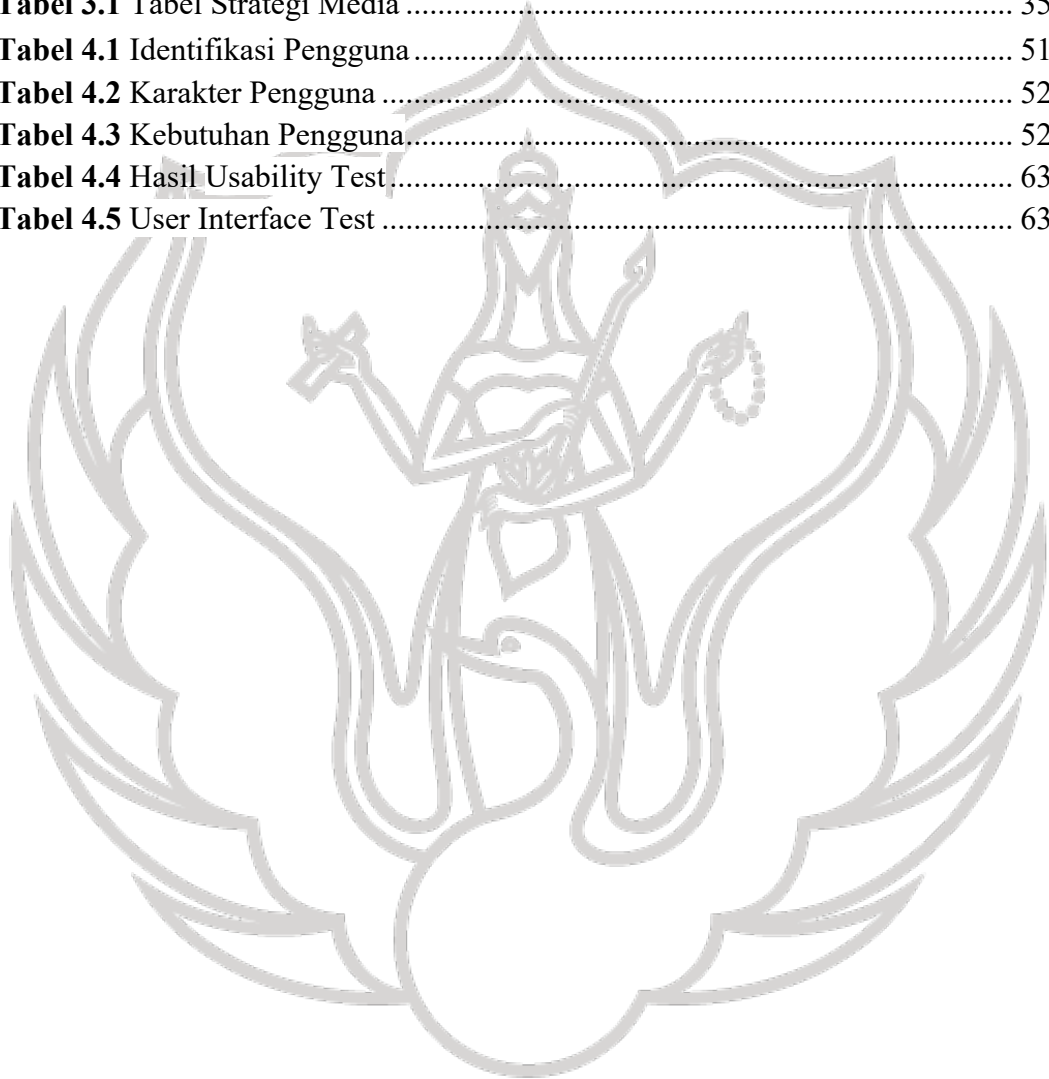 Tabel 3.1 Tabel Strategi Media ........................................................................... 35
Tabel 4.1 Identifikasi Pengguna .......................................................................... 51
Tabel 4.2 Karakter Pengguna .............................................................................. 52
Tabel 4.3 Kebutuhan Pengguna ........................................................................... 52
Tabel 4.4 Hasil Usability Test ............................................................................. 63
Tabel 4.5 User Interface Test .............................................................................. 63